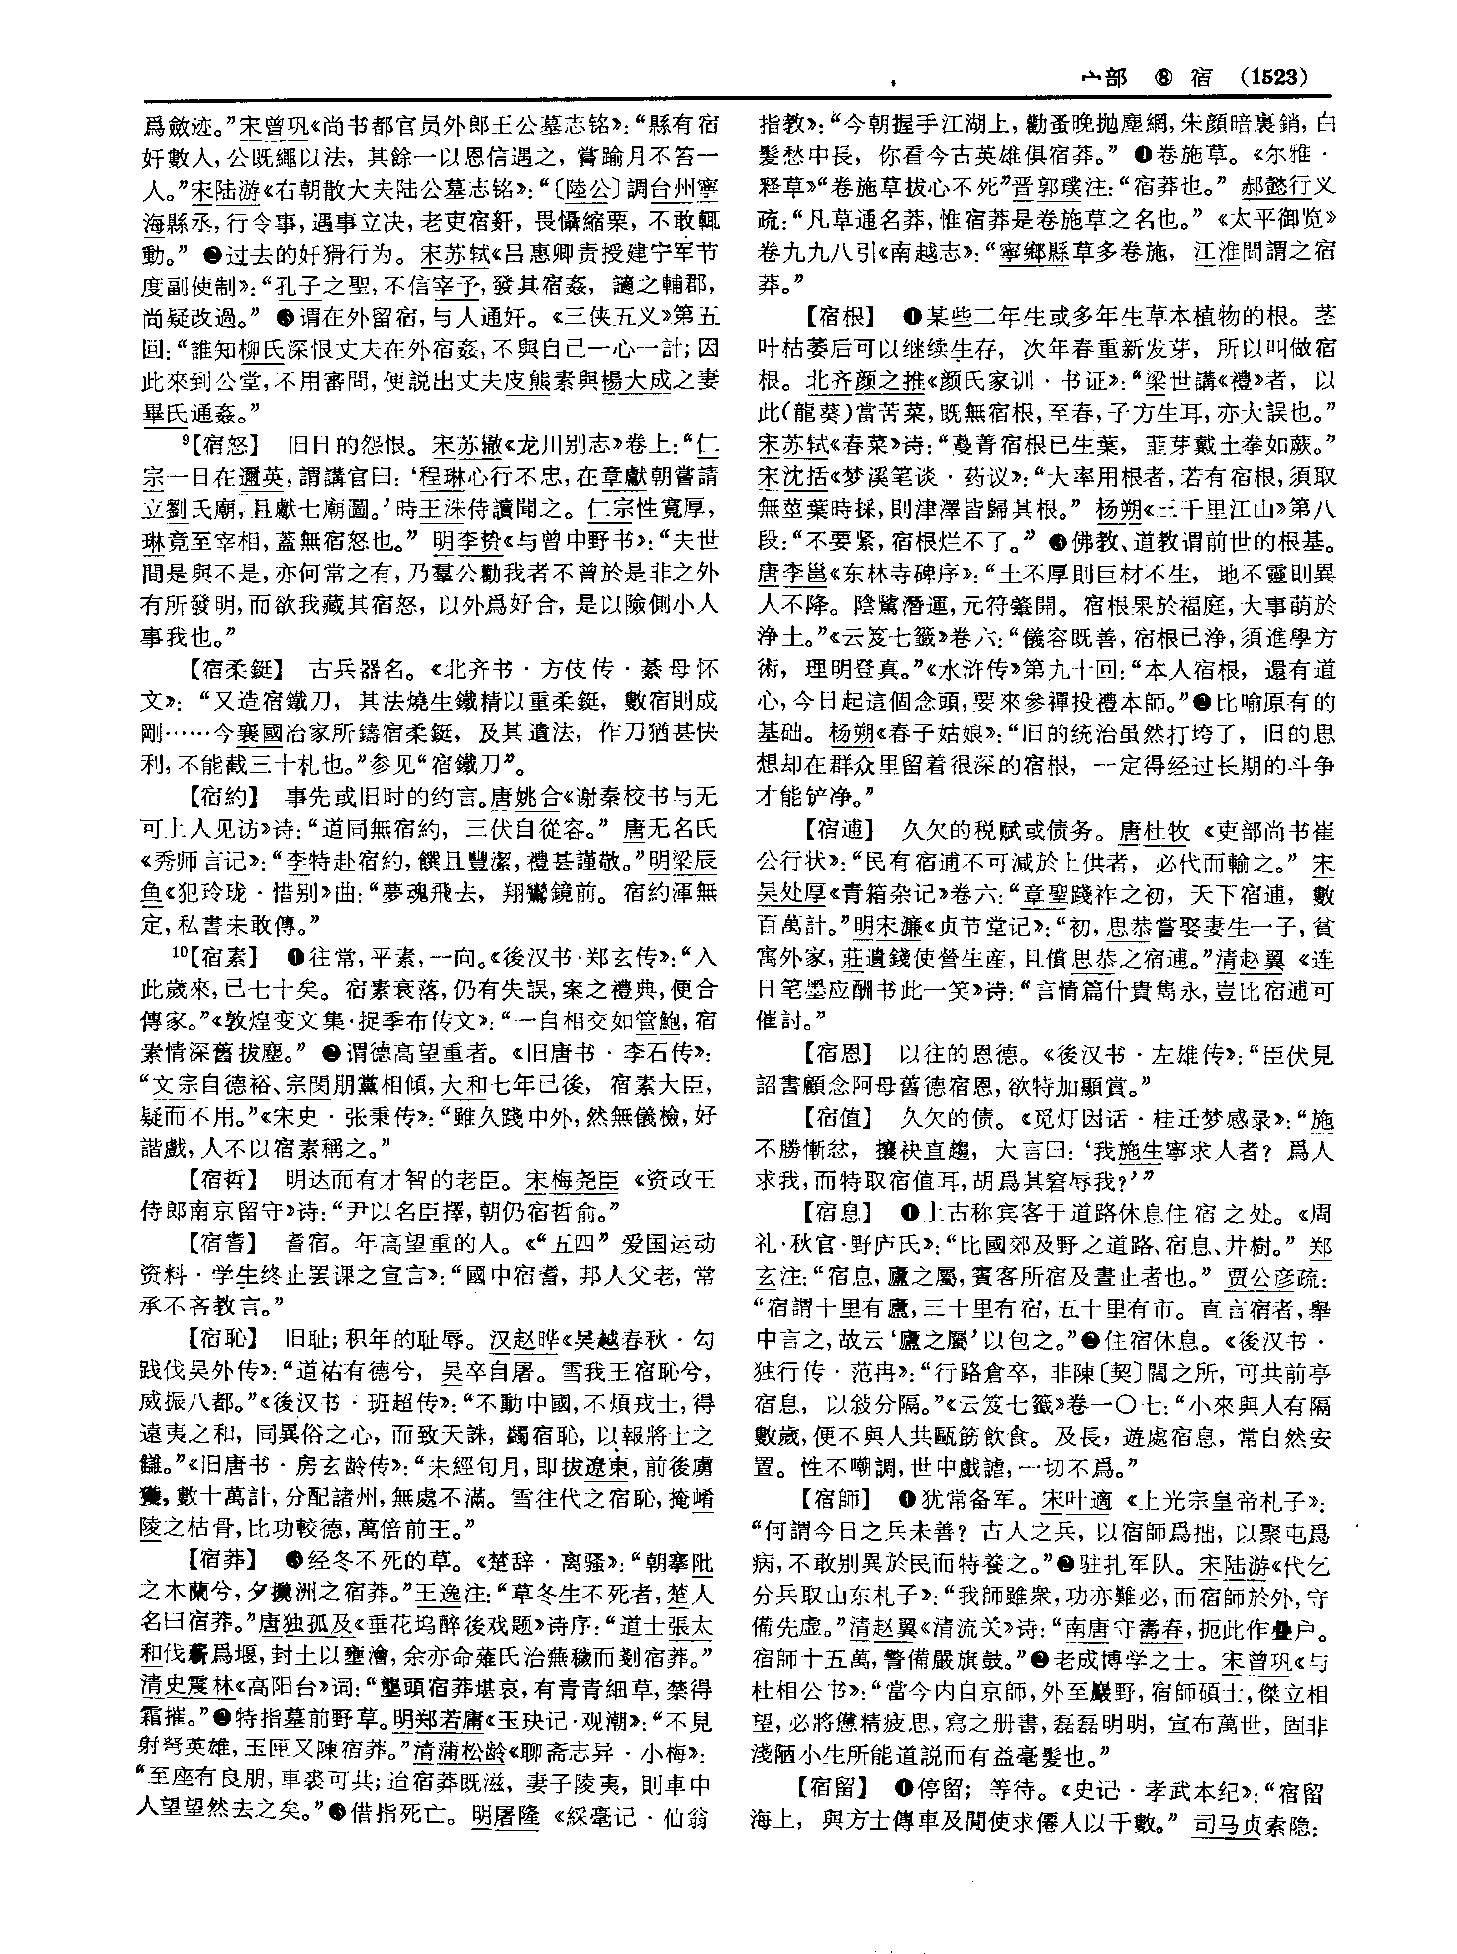 宀部 ⑧ 宿 (1523)
爲斂迹。”宋曾巩《尚书都官员外郎王公墓志铭》：“縣有宿
奸數人，公既繩以法，其餘一以恩信遇之，嘗踰月不笞一
人。”宋陆游《右朝散大夫陆公墓志铭》：“〔陸公〕調台州寧
海縣丞，行令事，遇事立决，老吏宿姧，畏懾縮栗，不敢輒
動。” ❷过去的奸猾行为。宋苏轼《吕惠卿责授建宁军节
度副使制》：“孔子之聖，不信宰予，發其宿姦，謫之輔郡，
尚疑改過。” ❸谓在外留宿，与人通奸。《三侠五义》第五
回：“誰知柳氏深恨丈夫在外宿姦，不與自己一心一計；因
此來到公堂，不用審問，便説出丈夫皮熊素與楊大成之妻
畢氏通姦。”
⁹【宿怒】 旧日的怨恨。宋苏辙《龙川别志》卷上：“仁
宗一日在邇英，謂講官曰：‘程琳心行不忠，在章獻朝嘗請
立劉氏廟，且獻七廟圖。’時王洙侍讀聞之。仁宗性寬厚，
琳竟至宰相，蓋無宿怒也。” 明李贽《与曾中野书》：“夫世
間是與不是，亦何常之有，乃羣公勸我者不曾於是非之外
有所發明，而欲我藏其宿怒，以外爲好合，是以險側小人
事我也。”
【宿柔鋌】 古兵器名。《北齐书·方伎传·綦母怀
文》：“又造宿鐵刀，其法燒生鐵精以重柔鋌，數宿則成
剛……今襄國冶家所鑄宿柔鋌，及其遺法，作刀猶甚快
利，不能截三十札也。”参见“宿鐵刀”。
【宿約】 事先或旧时的约言。唐姚合《谢秦校书与无
可上人见访》诗：“道同無宿約，三伏自從容。” 唐无名氏
《秀师言记》：“李特赴宿約，饌且豐潔，禮甚謹敬。”明梁辰
鱼《犯玲珑·惜别》曲：“夢魂飛去，翔鸞鏡前。宿約渾無
定，私書未敢傳。”
¹⁰【宿素】 ❶往常，平素，一向。《後汉书·郑玄传》：“入
此歲來，已七十矣。宿素衰落，仍有失誤，案之禮典，便合
傳家。”《敦煌变文集·捉季布传文》：“一自相交如管鮑，宿
素情深舊拔塵。” ❷谓德高望重者。《旧唐书·李石传》：
“文宗自德裕、宗閔朋黨相傾，大和七年已後，宿素大臣，
疑而不用。”《宋史·张秉传》：“雖久踐中外，然無儀檢，好
諧戲，人不以宿素稱之。”
【宿哲】 明达而有才智的老臣。宋梅尧臣《资政王
侍郎南京留守》诗：“尹以名臣擇，朝仍宿哲俞。”
【宿耆】 耆宿。年高望重的人。《“五四”爱国运动
资料·学生终止罢课之宣言》：“國中宿耆，邦人父老，常
承不吝教言。”
【宿恥】 旧耻；积年的耻辱。汉赵晔《吴越春秋·勾
践伐吴外传》：“道祐有德兮，吴卒自屠。雪我王宿恥兮，
威振八都。”《後汉书·班超传》：“不動中國，不煩戎士，得
遠夷之和，同異俗之心，而致天誅，蠲宿恥，以報將士之
讎。”《旧唐书·房玄龄传》：“未經旬月，即拔遼東，前後虜
獲，數十萬計，分配諸州，無處不滿。雪往代之宿恥，掩崤
陵之枯骨，比功較德，萬倍前王。”
【宿莽】 ❶经冬不死的草。《楚辞·离骚》：“朝搴阰
之木蘭兮，夕攬洲之宿莽。”王逸注：“草冬生不死者，楚人
名曰宿莽。”唐独孤及《垂花坞醉後戏题》诗序：“道士張太
和伐薪爲堰，封土以壅澮，余亦命薙氏治蕪穢而剗宿莽。”
清史震林《高阳台》词：“壟頭宿莽堪哀，有青青細草，禁得
霜摧。”❷特指墓前野草。明郑若庸《玉玦记·观潮》：“不見
射弩英雄，玉匣又陳宿莽。”清蒲松龄《聊斋志异·小梅》：
“至座有良朋，車裘可共；迨宿莽既滋，妻子陵夷，則車中
人望望然去之矣。”❸借指死亡。明屠隆《綵毫记·仙翁
指教》：“今朝握手江湖上，勸蚤晚抛塵網，朱顔暗裏銷，白
髮愁中長，你看今古英雄俱宿莽。” ❹卷施草。《尔雅·
释草》“卷施草拔心不死”晋郭璞注：“宿莽也。” 郝懿行义
疏：“凡草通名莽，惟宿莽是卷施草之名也。”《太平御览》
卷九九八引《南越志》：“寧鄉縣草多卷施，江淮間謂之宿
莽。”
【宿根】 ❶某些二年生或多年生草本植物的根。茎
叶枯萎后可以继续生存，次年春重新发芽，所以叫做宿
根。北齐颜之推《颜氏家训·书证》：“梁世講《禮》者，以
此(龍葵)當苦菜，既無宿根，至春，子方生耳，亦大誤也。”
宋苏轼《春菜》诗：“蔓菁宿根已生葉，韮芽戴土拳如蕨。”
宋沈括《梦溪笔谈·药议》：“大率用根者，若有宿根，須取
無莖葉時採，則津澤皆歸其根。” 杨朔《三千里江山》第八
段：“不要紧，宿根烂不了。” ❸佛教、道教谓前世的根基。
唐李邕《东林寺碑序》：“土不厚則巨材不生，地不靈則異
人不降。陰騭潛運，元符肇開。宿根果於福庭，大事萌於
浄土。”《云笈七籤》卷六：“儀容既善，宿根已浄，須進學方
術，理明登真。”《水浒传》第九十回：“本人宿根，還有道
心，今日起這個念頭，要來參禪投禮本師。”❷比喻原有的
基础。杨朔《春子姑娘》：“旧的统治虽然打垮了，旧的思
想却在群众里留着很深的宿根，一定得经过长期的斗争
才能铲净。”
【宿逋】 久欠的税赋或债务。唐杜牧《吏部尚书崔
公行状》：“民有宿逋不可減於上供者，必代而輸之。” 宋
吴处厚《青箱杂记》卷六：“章聖踐祚之初，天下宿逋，數
百萬計。”明宋濂《贞节堂记》：“初，思恭嘗娶妻生一子，貧
寓外家，莊遺錢使營生産，且償思恭之宿逋。”清赵翼《连
日笔墨应酬书此一笑》诗：“言情篇什貴雋永，豈比宿逋可
催討。”
【宿恩】 以往的恩德。《後汉书·左雄传》：“臣伏見
詔書顧念阿母舊德宿恩，欲特加顯賞。”
【宿值】 久欠的债。《觅灯因话·桂迁梦感录》：“施
不勝慚忿，攘袂直趨，大言曰：‘我施生寧求人者？爲人
求我，而特取宿值耳，胡爲其窘辱我？’”
【宿息】 ❶上古称宾客于道路休息住宿之处。《周
礼·秋官·野庐氏》：“比國郊及野之道路、宿息、井樹。” 郑
玄注：“宿息，廬之屬，賓客所宿及晝止者也。” 贾公彦疏：
“宿謂十里有廬，三十里有宿，五十里有市。直言宿者，舉
中言之，故云‘廬之屬’以包之。”❷住宿休息。《後汉书·
独行传·范冉》：“行路倉卒，非陳〔契〕闊之所，可共前亭
宿息，以敍分隔。”《云笈七籤》卷一〇七：“小來與人有隔
數歲，便不與人共甌筯飲食。及長，遊處宿息，常自然安
置。性不嘲調，世中戲謔，一切不爲。”
【宿師】 ❶犹常备军。宋叶適《上光宗皇帝札子》：
“何謂今日之兵未善？古人之兵，以宿師爲拙，以聚屯爲
病，不敢别異於民而特養之。”❷驻扎军队。宋陆游《代乞
分兵取山东札子》：“我師雖衆，功亦難必，而宿師於外，守
備先虚。”清赵翼《清流关》诗：“南唐守壽春，扼此作疊户。
宿師十五萬，警備嚴旗鼓。”❷老成博学之士。宋曾巩《与
杜相公书》：“當今内自京師，外至巖野，宿師碩士，傑立相
望，必將憊精疲思，寫之册書，磊磊明明，宣布萬世，固非
淺陋小生所能道説而有益毫髮也。”
【宿留】 ❶停留；等待。《史记·孝武本纪》：“宿留
海上，與方士傳車及間使求僊人以千數。” 司马贞索隐：